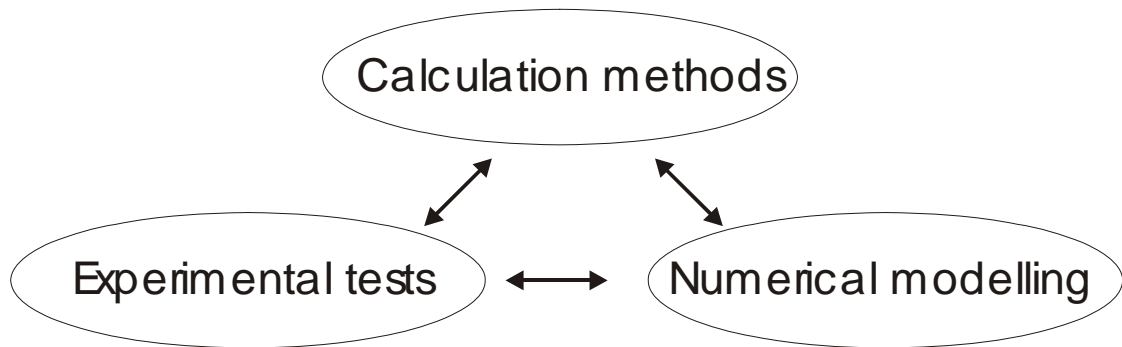 Calculation methods
Experimental tests
Numerical modelling